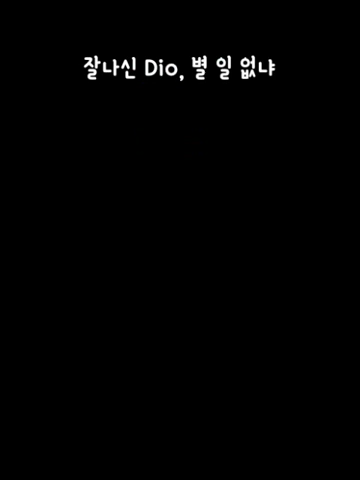 잘나신 Dio, 별 일 없냐